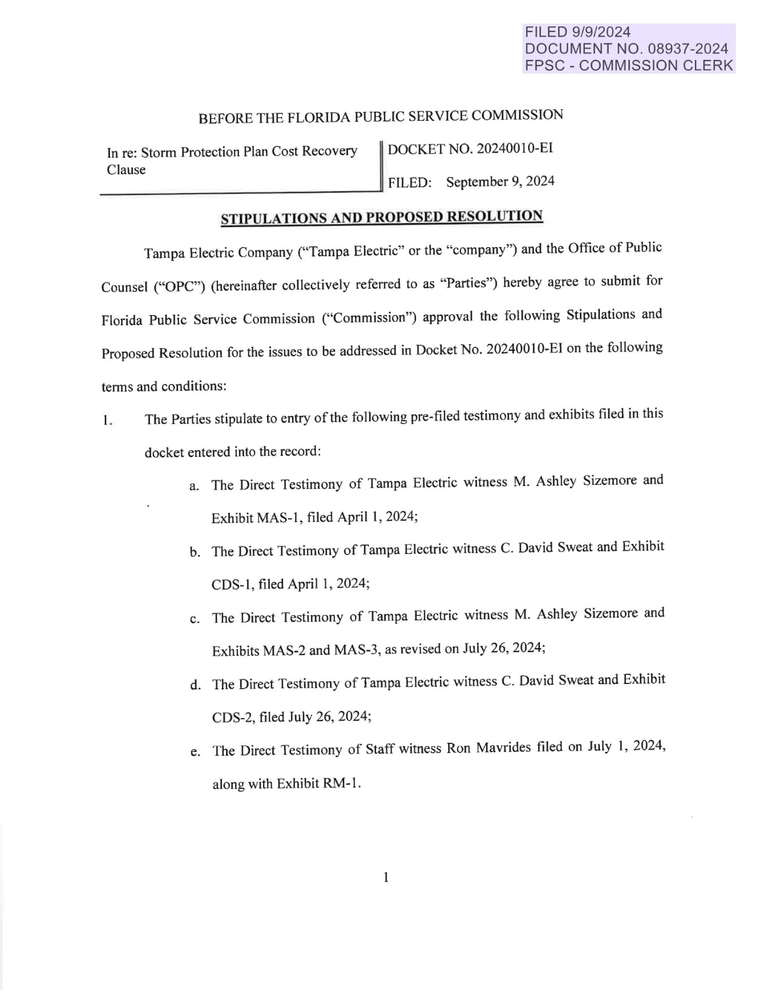 FILED 9/9/2024
DOCUMENT NO. 08937-2024
FPSC - COMMISSION CLERK
BEFORE THE FLORIDA PUBLIC SERVICE COMMISSION
In re: Storm Protection Plan Cost Recovery
Clause
DOCKET NO. 20240010-EI
FILED: September 9, 2024
STIPULATIONS AND PROPOSED RESOLUTION
Tampa Electric Company (“Tampa Electric” or the “company”) and the Office of Public
Counsel (“OPC”) (hereinafter collectively referred to as “Parties”) hereby agree to submit for
Florida Public Service Commission (“Commission”) approval the following Stipulations and
Proposed Resolution for the issues to be addressed in Docket No. 20240010-EI on the following
terms and conditions:
1. The Parties stipulate to entry of the following pre-filed testimony and exhibits filed in this
docket entered into the record:
a. The Direct Testimony of Tampa Electric witness M. Ashley Sizemore and
Exhibit MAS-1, filed April 1, 2024;
b. The Direct Testimony of Tampa Electric witness C. David Sweat and Exhibit
CDS-1, filed April 1, 2024;
c. The Direct Testimony of Tampa Electric witness M. Ashley Sizemore and
Exhibits MAS-2 and MAS-3, as revised on July 26, 2024;
d. The Direct Testimony of Tampa Electric witness C. David Sweat and Exhibit
CDS-2, filed July 26, 2024;
e. The Direct Testimony of Staff witness Ron Mavrides filed on July 1, 2024,
along with Exhibit RM-1.
1